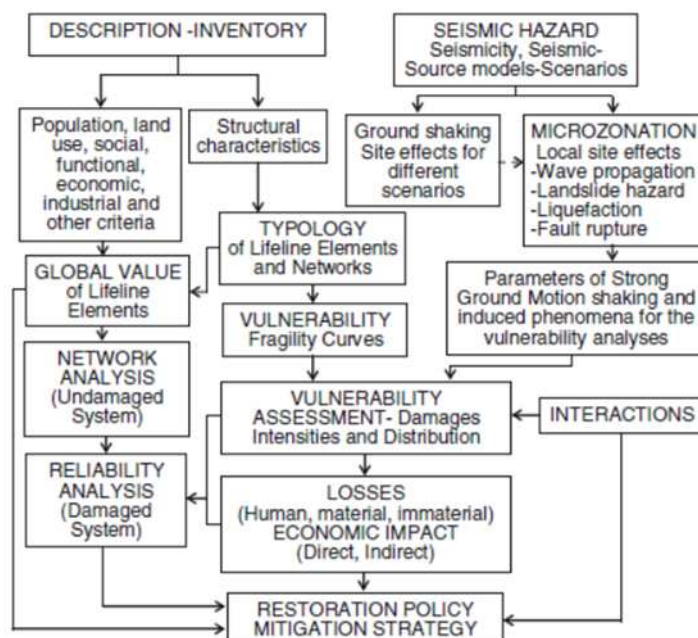 DESCRIPTION -INVENTORY
SEISMIC HAZARD
Seismicity, Seismic-
Source models-Scenarios
Population, land
use, social,
functional,
economic,
industrial and
other criteria
Structural
characteristics
Ground shaking
Site effects for
different
scenarios
MICROZONATION
Local site effects
-Wave propagation
-Landslide hazard
-Liquefaction
-Fault rupture
TYPOLOGY
of Lifeline Elements
and Networks
GLOBAL VALUE
of Lifeline
Elements
Parameters of Strong
Ground Motion shaking and
induced phenomena for the
vulnerability analyses
VULNERABILITY
Fragility Curves
NETWORK
ANALYSIS
(Undamaged
System)
VULNERABILITY
ASSESSMENT- Damages
Intensities and Distribution
INTERACTIONS
RELIABILITY
ANALYSIS
(Damaged
System)
LOSSES
(Human, material, immaterial)
ECONOMIC IMPACT
(Direct, Indirect)
RESTORATION POLICY
MITIGATION STRATEGY